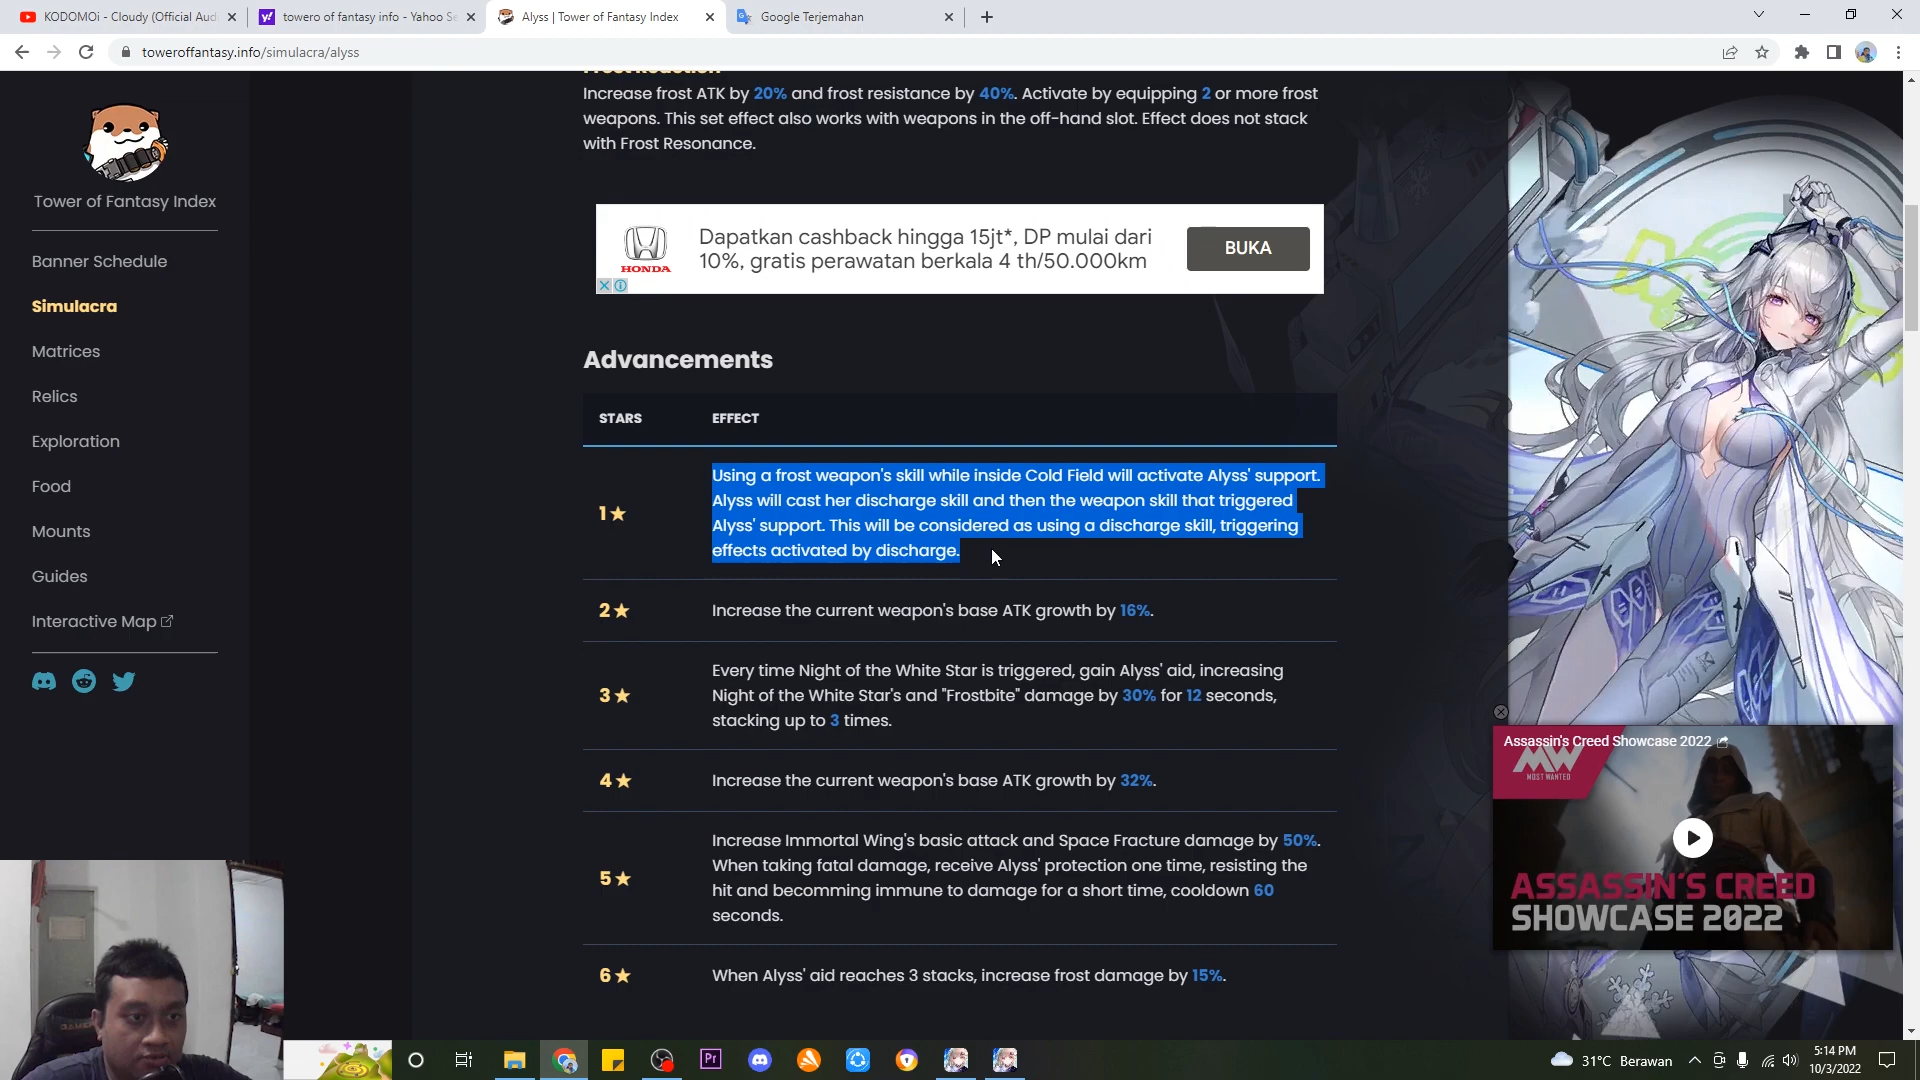 KODOMOi - Cloudy (Official Aud
towero of fantasy info - Yahoo Se
Alyss | Tower of Fantasy Index
Google Terjemahan
toweroffantasy.info/simulacra/alyss
Tower of Fantasy Index
Banner Schedule
Simulacra
Matrices
Relics
Exploration
Food
Mounts
Guides
Interactive Map
Frost Reaction
Increase frost ATK by 20% and frost resistance by 40%. Activate by equipping 2 or more frost
weapons. This set effect also works with weapons in the off-hand slot. Effect does not stack
with Frost Resonance.
HONDA
Dapatkan cashback hingga 15jt*, DP mulai dari
10%, gratis perawatan berkala 4 th/50.000km
BUKA
Advancements
STARS EFFECT
1★
Using a frost weapon's skill while inside Cold Field will activate Alyss' support.
Alyss will cast her discharge skill and then the weapon skill that triggered
Alyss' support. This will be considered as using a discharge skill, triggering
effects activated by discharge.
2★ Increase the current weapon's base ATK growth by 16%.
3★
Every time Night of the White Star is triggered, gain Alyss' aid, increasing
Night of the White Star's and "Frostbite" damage by 30% for 12 seconds,
stacking up to 3 times.
4★ Increase the current weapon's base ATK growth by 32%.
5★
Increase Immortal Wing's basic attack and Space Fracture damage by 50%.
When taking fatal damage, receive Alyss' protection one time, resisting the
hit and becomming immune to damage for a short time, cooldown 60
seconds.
6★ When Alyss' aid reaches 3 stacks, increase frost damage by 15%.
Assassin's Creed Showcase 2022
MW
MOST WANTED
ASSASSIN'S CREED
SHOWCASE 2022
Pr
31°C Berawan
5:14 PM
10/3/2022